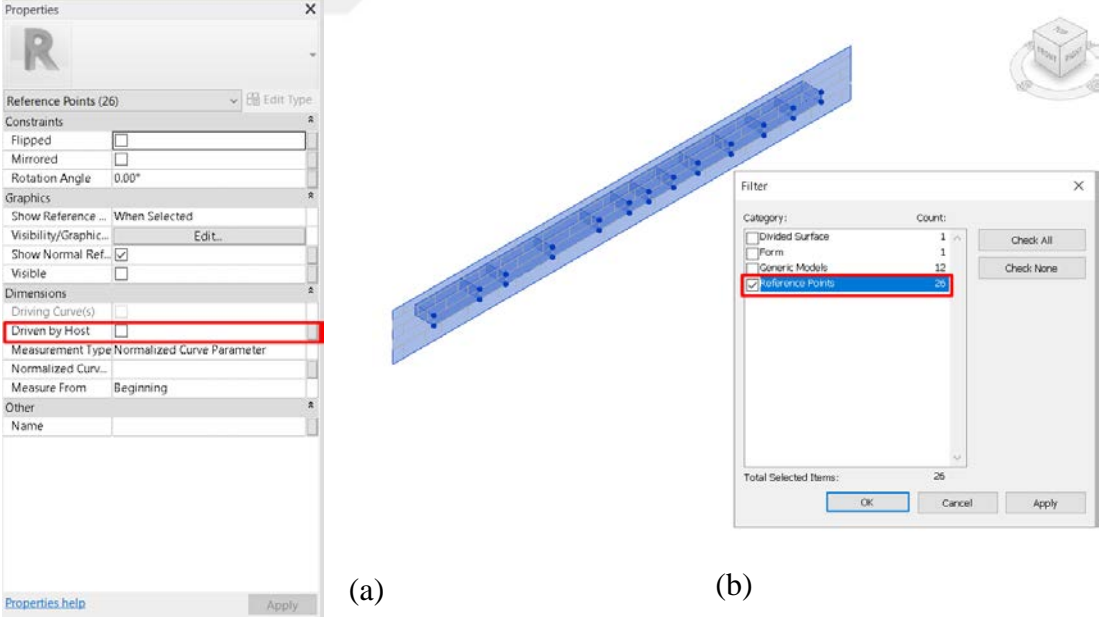 Properties
R
Reference Points (26)
Edit Type
Constraints
Flipped
Mirrored
Rotation Angle 0.00°
Graphics
Show Reference ... When Selected
Visibility/Graphic... Edit...
Show Normal Ref...
Visible
Dimensions
Driving Curve(s)
Driven by Host
Measurement Type Normalized Curve Parameter
Normalized Curv...
Measure From Beginning
Other
Name
Properties help
Apply
(a)
TOP
FRONT
RIGHT
Filter
Category: Count:
Divided Surface 1
Form 1
Generic Models 12
Reference Points 26
Check All
Check None
Total Selected Items: 26
OK Cancel Apply
(b)